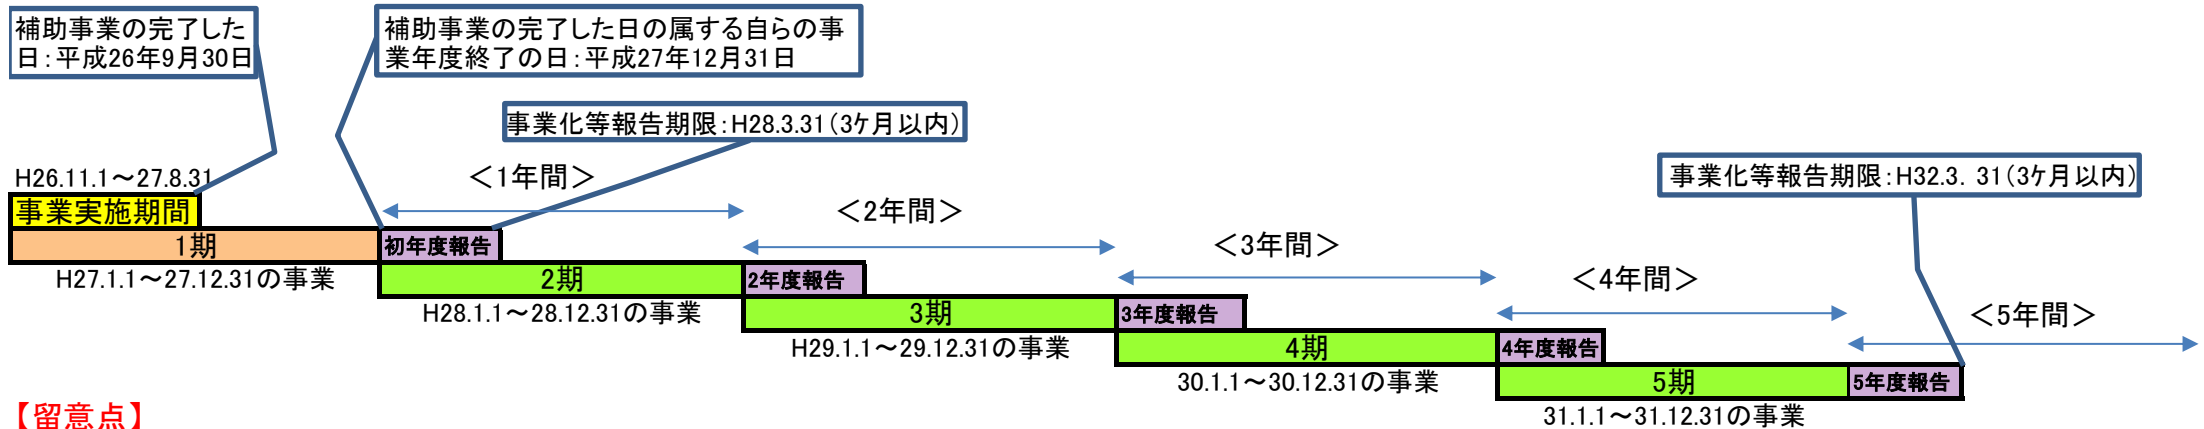 補助事業の完了した
日：平成26年9月30日
補助事業の完了した日の属する自らの事
業年度終了の日：平成27年12月31日
事業化等報告期限：H28.3.31（3ヶ月以内）
事業化等報告期限：H32.3．31（3ヶ月以内）
H26.11.1～27.8.31
＜1年間＞
＜2年間＞
＜3年間＞
＜4年間＞
＜5年間＞
事業実施期間
1期
初年度報告
H27.1.1～27.12.31の事業
2期
2年度報告
H28.1.1～28.12.31の事業
3期
3年度報告
H29.1.1～29.12.31の事業
4期
4年度報告
30.1.1～30.12.31の事業
5期
5年度報告
31.1.1～31.12.31の事業
【留意点】